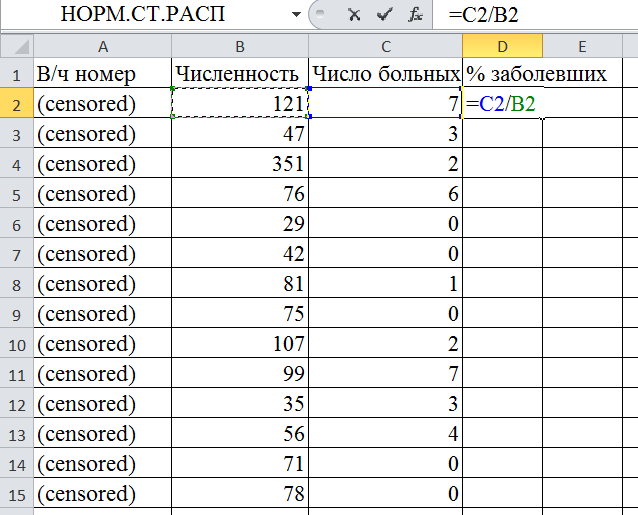 НОРМ.СТ.РАСП fx =C2/B2
A B C D E
1 В/ч номер Численность Число больных % заболевших
2 (censored) 121 7 =C2/B2
3 (censored) 47 3
4 (censored) 351 2
5 (censored) 76 6
6 (censored) 29 0
7 (censored) 42 0
8 (censored) 81 1
9 (censored) 75 0
10 (censored) 107 2
11 (censored) 99 7
12 (censored) 35 3
13 (censored) 56 4
14 (censored) 71 0
15 (censored) 78 0